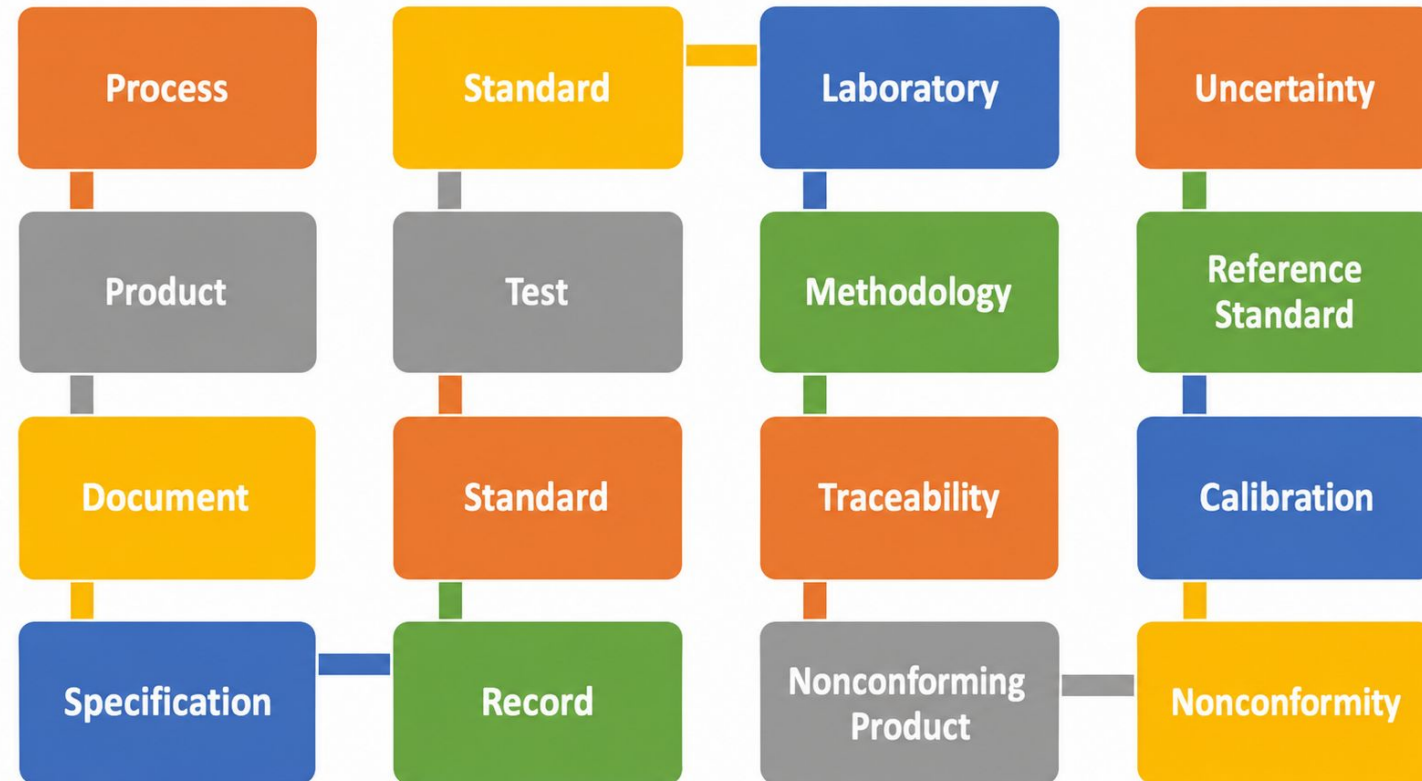 Process
Standard
Laboratory
Uncertainty
Product
Test
Methodology
Reference
Standard
Document
Standard
Traceability
Calibration
Specification
Record
Nonconforming
Product
Nonconformity